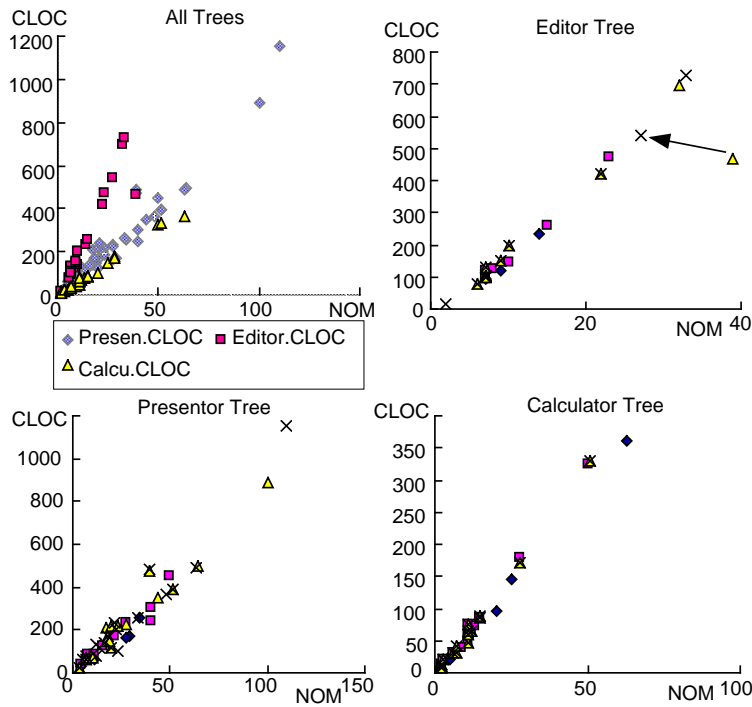 CLOC
All Trees
1200
1000
800
600
400
200
0
0
50
100
NOM
Presen.CLOC
Editor.CLOC
Calcu.CLOC
CLOC
Editor Tree
800
700
600
500
400
300
200
100
0
0
20
40
NOM
Presentor Tree
CLOC
1000
800
600
400
200
0
0
50
100
150
NOM
Calculator Tree
CLOC
350
300
250
200
150
100
50
0
0
50
100
NOM